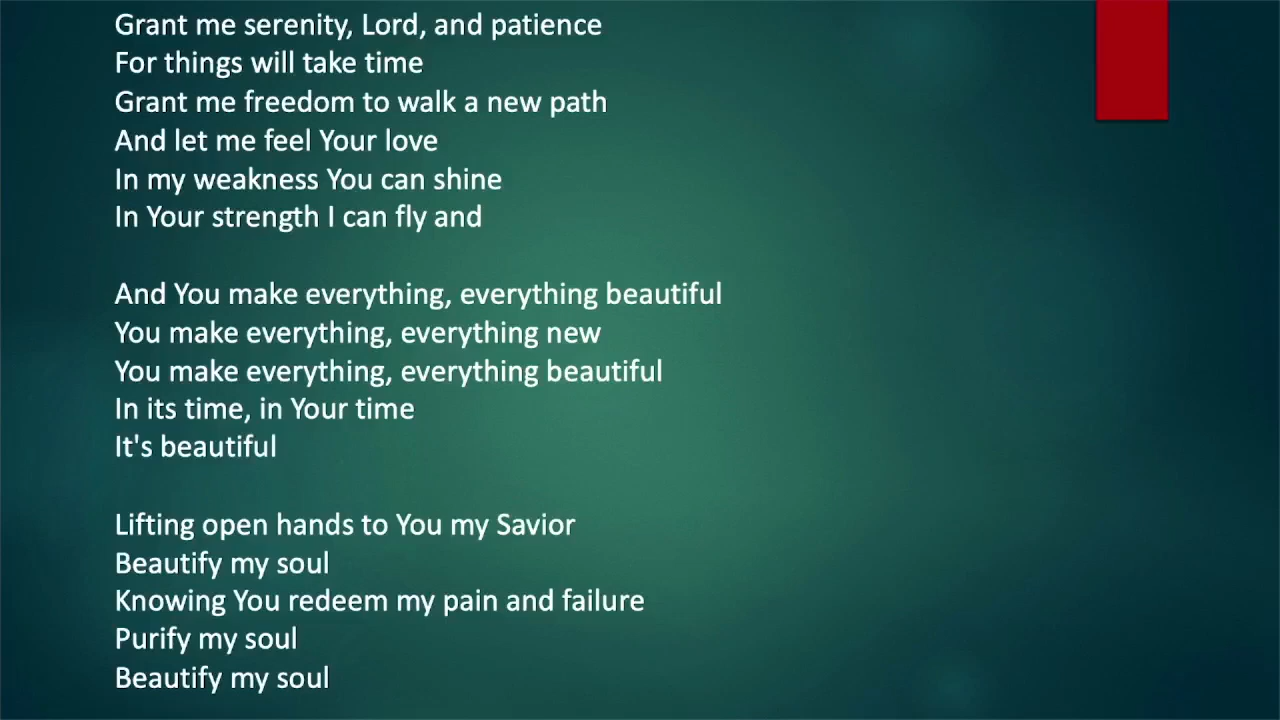 Grant me serenity, Lord, and patience
For things will take time
Grant me freedom to walk a new path
And let me feel Your love
In my weakness You can shine
In Your strength I can fly and

And You make everything, everything beautiful
You make everything, everything new
You make everything, everything beautiful
In its time, in Your time
It's beautiful

Lifting open hands to You my Savior
Beautify my soul
Knowing You redeem my pain and failure
Purify my soul
Beautify my soul